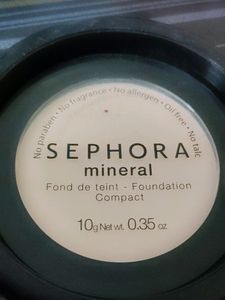 No paraben • No fragrance • No allergen • Oil free • No talc
SEPHORA
mineral
Fond de teint - Foundation
Compact
10g Net wt. 0.35 oz